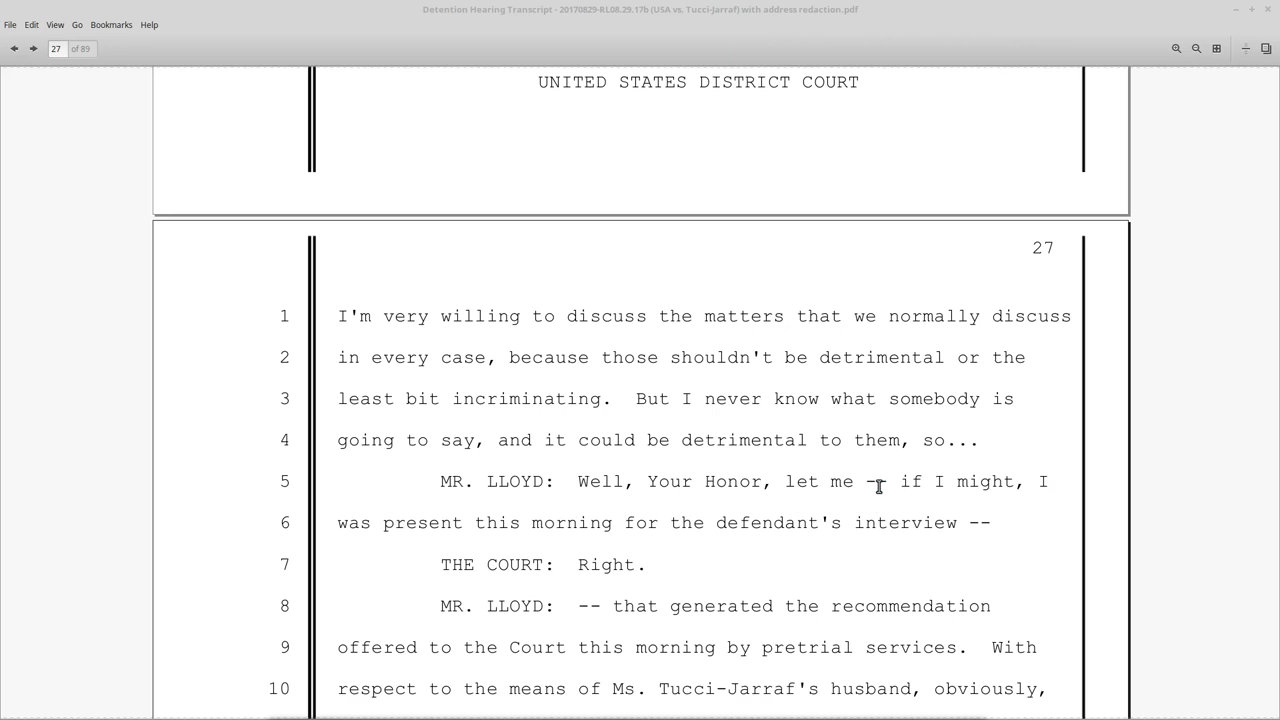 Detention Hearing Transcript - 20170829-RL08.29.17b (USA vs. Tucci-Jarraf) with address redaction.pdf
File Edit View Go Bookmarks Help
27 of 89
UNITED STATES DISTRICT COURT
27
1 I'm very willing to discuss the matters that we normally discuss
2 in every case, because those shouldn't be detrimental or the
3 least bit incriminating.  But I never know what somebody is
4 going to say, and it could be detrimental to them, so...
5 MR. LLOYD:  Well, Your Honor, let me -- if I might, I
6 was present this morning for the defendant's interview --
7 THE COURT:  Right.
8 MR. LLOYD:  -- that generated the recommendation
9 offered to the Court this morning by pretrial services.  With
10 respect to the means of Ms. Tucci-Jarraf's husband, obviously,